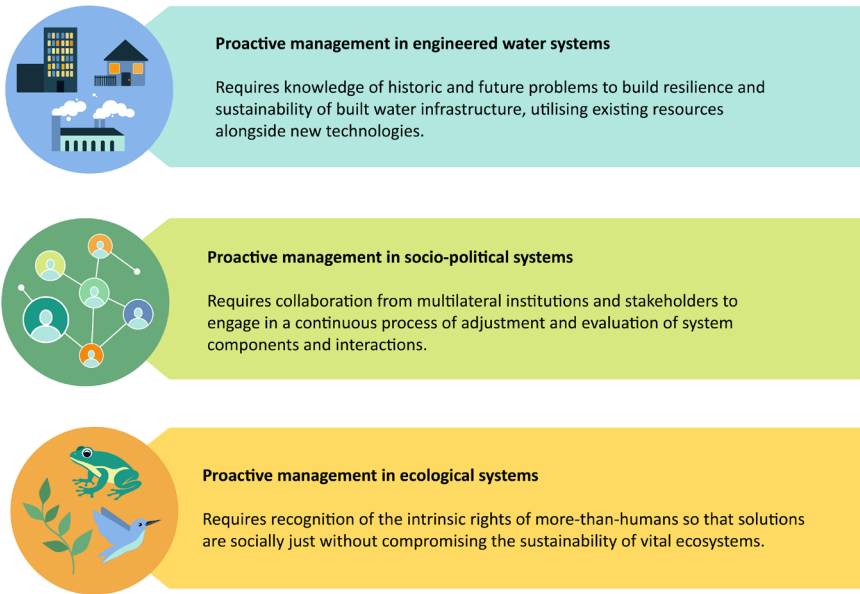 Proactive management in engineered water systems
Requires knowledge of historic and future problems to build resilience and
sustainability of built water infrastructure, utilising existing resources
alongside new technologies.
Proactive management in socio-political systems
Requires collaboration from multilateral institutions and stakeholders to
engage in a continuous process of adjustment and evaluation of system
components and interactions.
Proactive management in ecological systems
Requires recognition of the intrinsic rights of more-than-humans so that solutions
are socially just without compromising the sustainability of vital ecosystems.